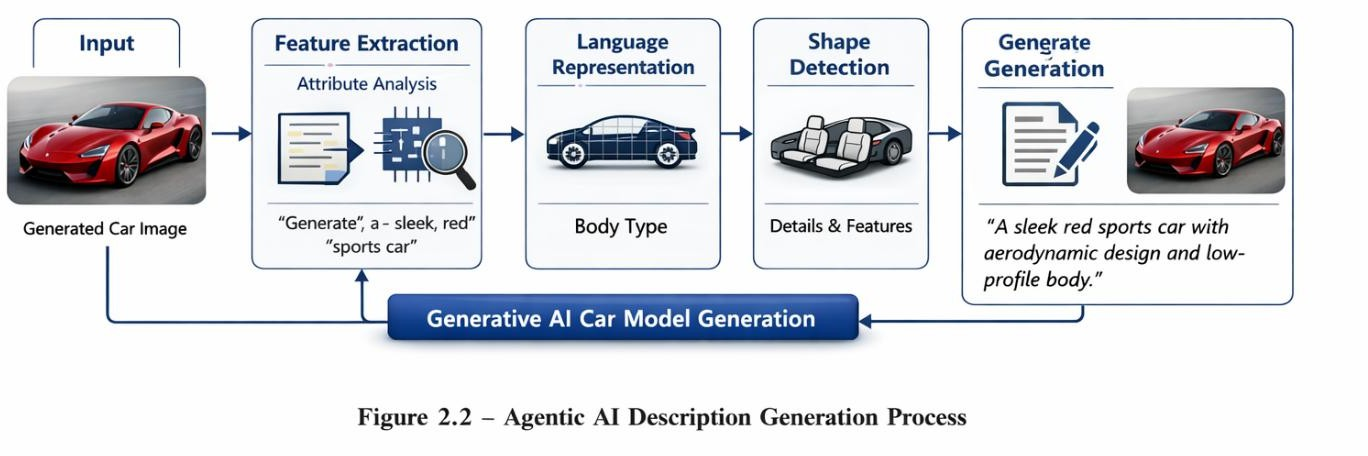 Input
Generated Car Image
Feature Extraction
Attribute Analysis
“Generate”, a - sleek, red”
“sports car”
Language
Representation
Body Type
Shape
Detection
Details & Features
Generate
Generation
“A sleek red sports car with
aerodynamic design and low-
profile body.”
Generative AI Car Model Generation
Figure 2.2 – Agentic AI Description Generation Process